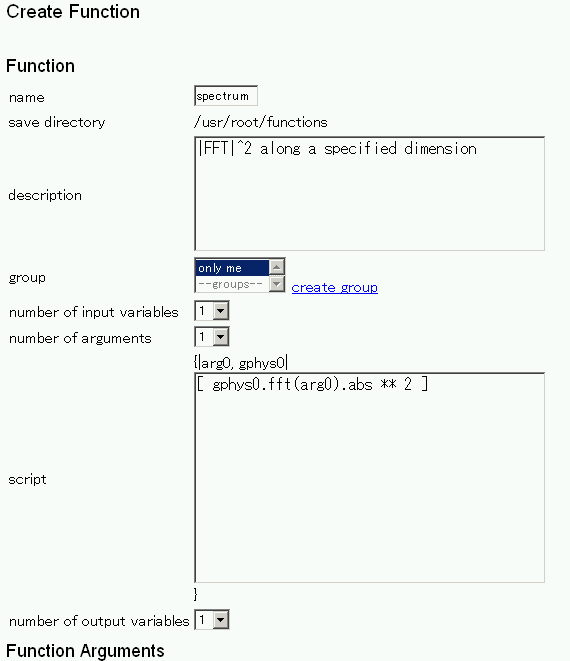 Create Function
Function
name spectrum
save directory /usr/root/functions
description |FFT|^2 along a specified dimension
group only me
--groups-- create group
number of input variables 1
number of arguments 1
{|arg0, gphys0|
script [ gphys0.fft(arg0).abs ** 2 ]
}
number of output variables 1
Function Arguments